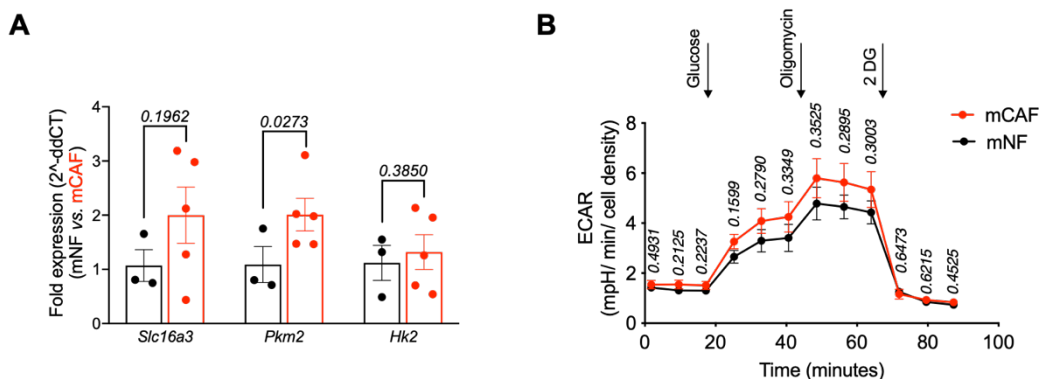 A
Fold expression (2^-ddCT)
(mNF vs. mCAF)
4
3
2
1
0
0.1962
0.0273
0.3850
Slc16a3
Pkm2
Hk2
B
Glucose
Oligomycin
2 DG
ECAR
(mpH/ min/ cell density)
8
6
4
2
0
0.4931
0.2125
0.2237
0.1599
0.2790
0.3349
0.3525
0.2895
0.3003
0.6473
0.6215
0.4525
mCAF
mNF
0 20 40 60 80 100
Time (minutes)